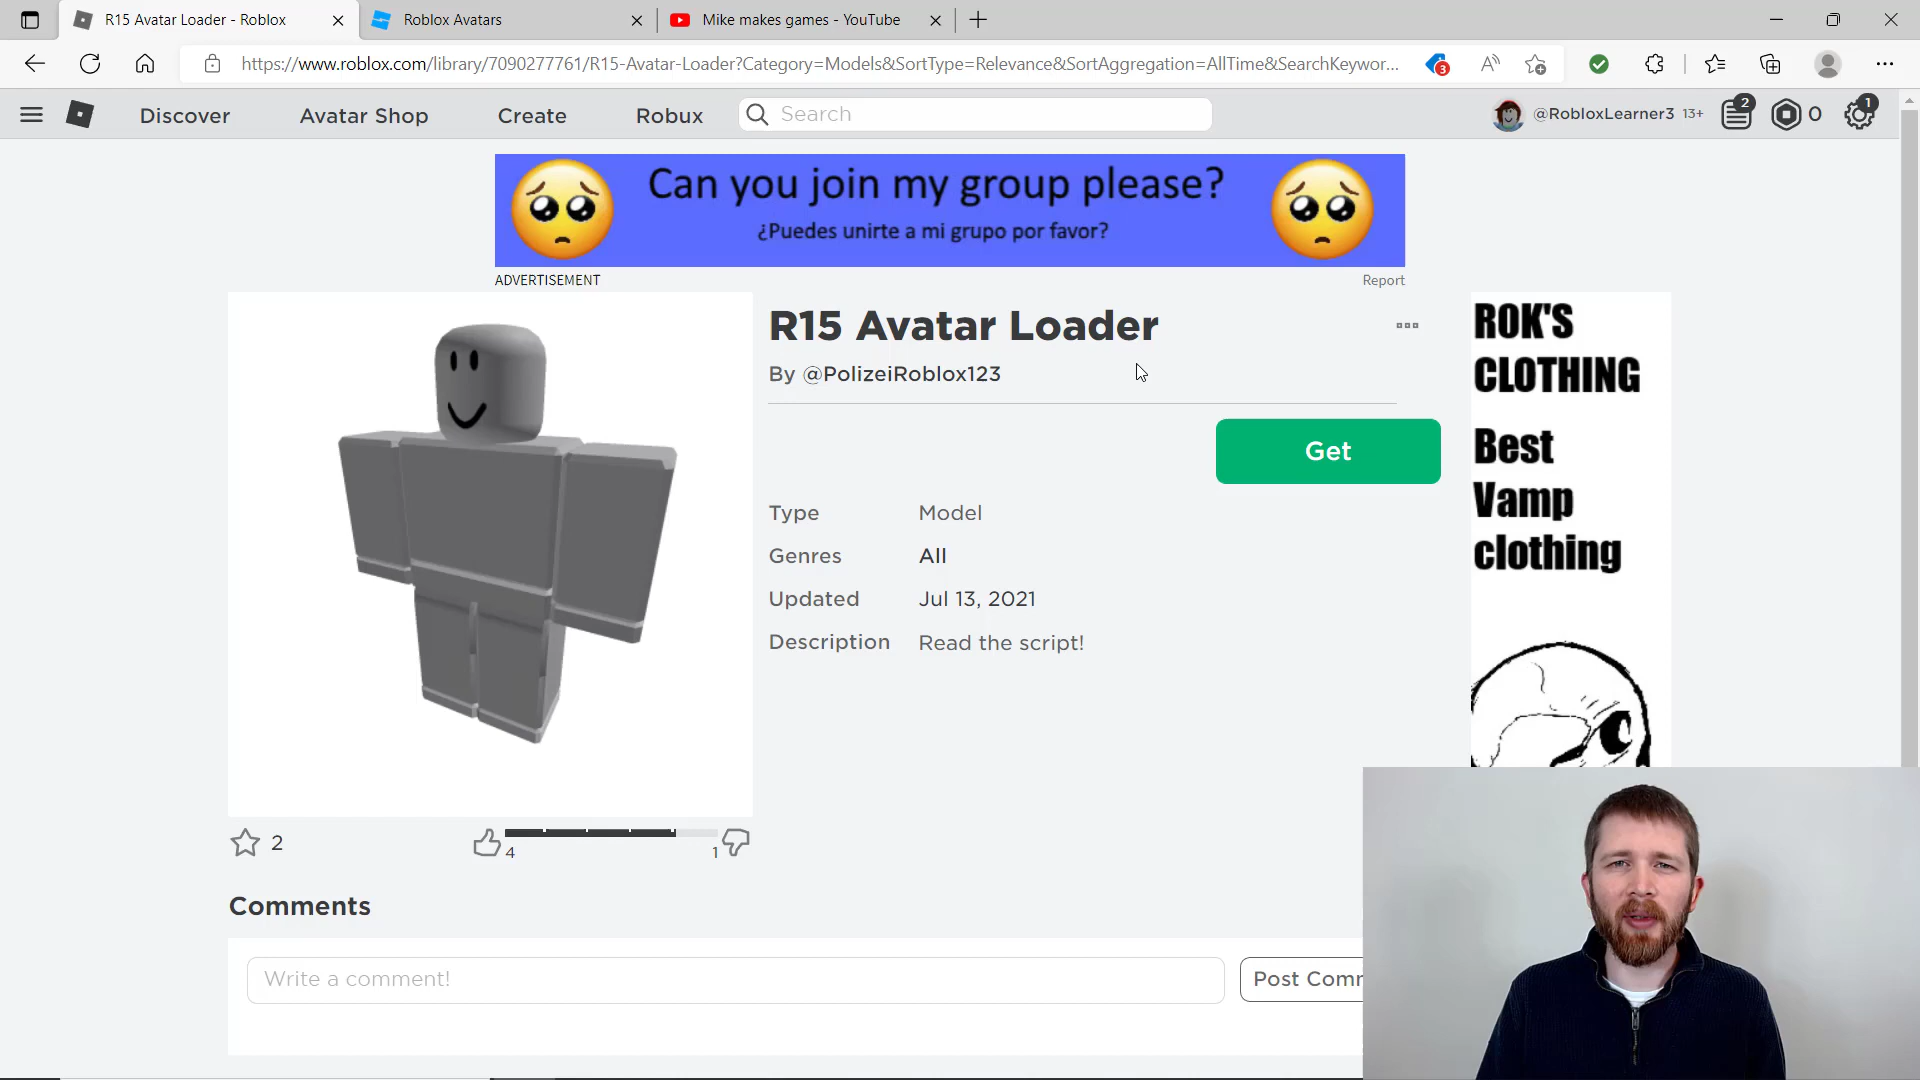 R15 Avatar Loader - Roblox
Roblox Avatars
Mike makes games - YouTube
https://www.roblox.com/library/7090277761/R15-Avatar-Loader?Category=Models&SortType=Relevance&SortAggregation=AllTime&SearchKeywor...
3
Discover
Avatar Shop
Create
Robux
Search
@RobloxLearner3 13+
2
0
1
Can you join my group please?
¿Puedes unirte a mi grupo por favor?
ADVERTISEMENT
Report
R15 Avatar Loader
By @PolizeiRoblox123
Get
Type Model
Genres All
Updated Jul 13, 2021
Description Read the script!
ROK'S
CLOTHING
Best
Vamp
clothing
2
4
1
Comments
Write a comment!
Post Comm